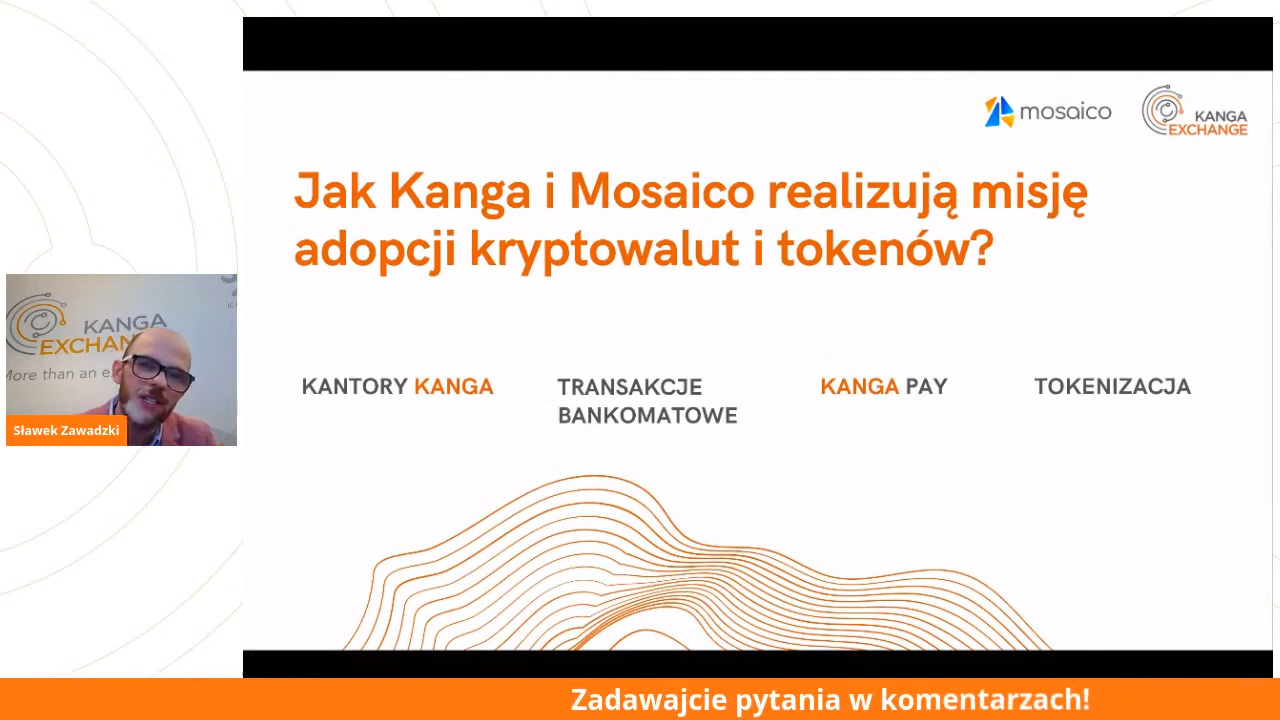 mosaico
KANGA
EXCHANGE
Jak Kanga i Mosaico realizują misję
adopcji kryptowalut i tokenów?
KANTORY KANGA
TRANSAKCJE
BANKOMATOWE
KANGA PAY
TOKENIZACJA
KANGA
EXCHAN
More than an e
Sławek Zawadzki
Zadawajcie pytania w komentarzach!